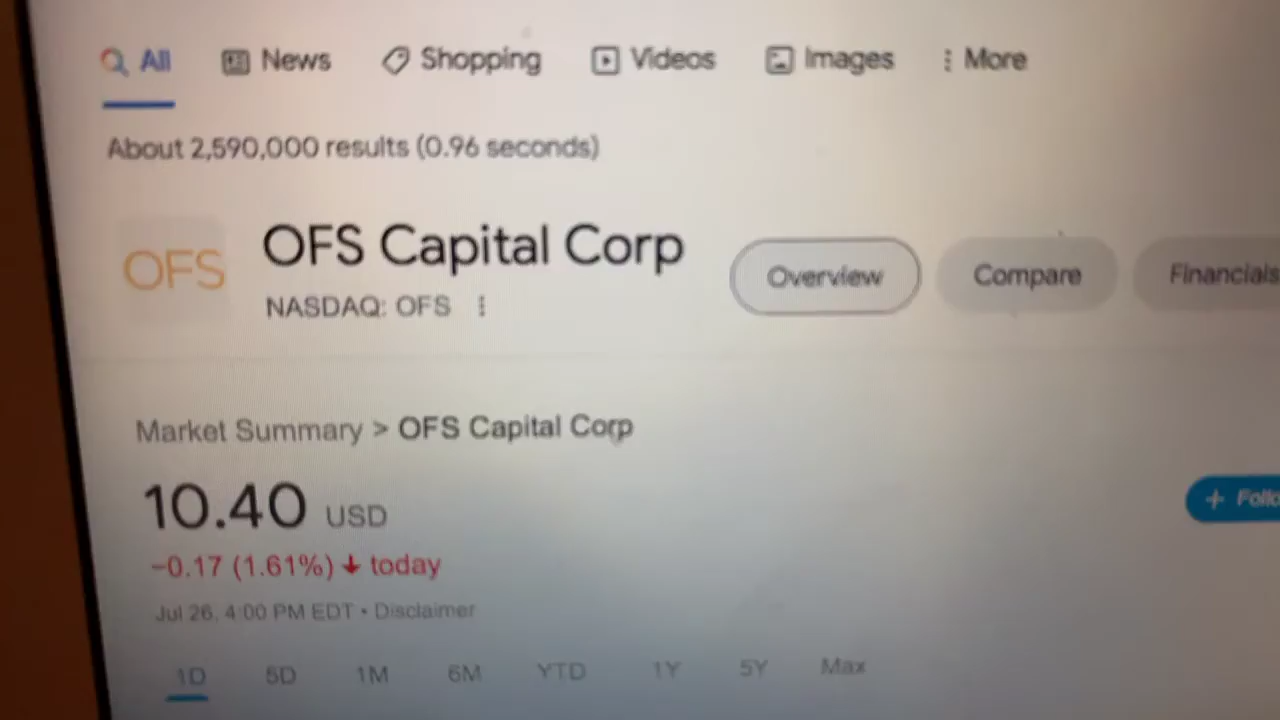 All News Shopping Videos Images More
About 2,590,000 results (0.96 seconds)
OFS
OFS Capital Corp
NASDAQ: OFS
Overview Compare Financials
Market Summary > OFS Capital Corp
10.40 USD
+ Follo
−0.17 (1.61%) today
Jul 26, 4:00 PM EDT • Disclaimer
1D 5D 1M 6M YTD 1Y 5Y Max